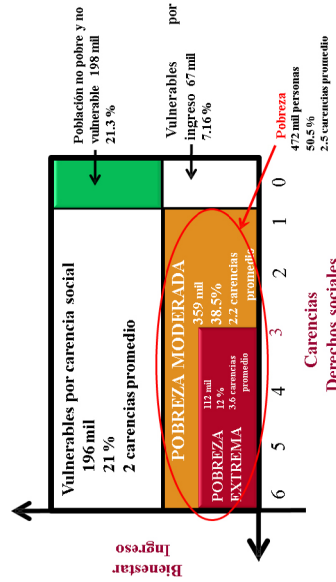 Bienestar
Ingreso
Vulnerables por carencia social
196 mil
21 %
2 carencias promedio
Población no pobre y no
vulnerable 198 mil
21.3 %
Vulnerables por
ingreso 67 mil
7.16 %
POBREZA MODERADA
359 mil
38.5%
2.2 carencias
promedio
POBREZA
EXTREMA
112 mil
12 %
3.6 carencias
promedio
Pobreza
472 mil personas
50.5 %
2.5 carencias promedio
6 5 4 3 2 1 0
Carencias
Derechos sociales